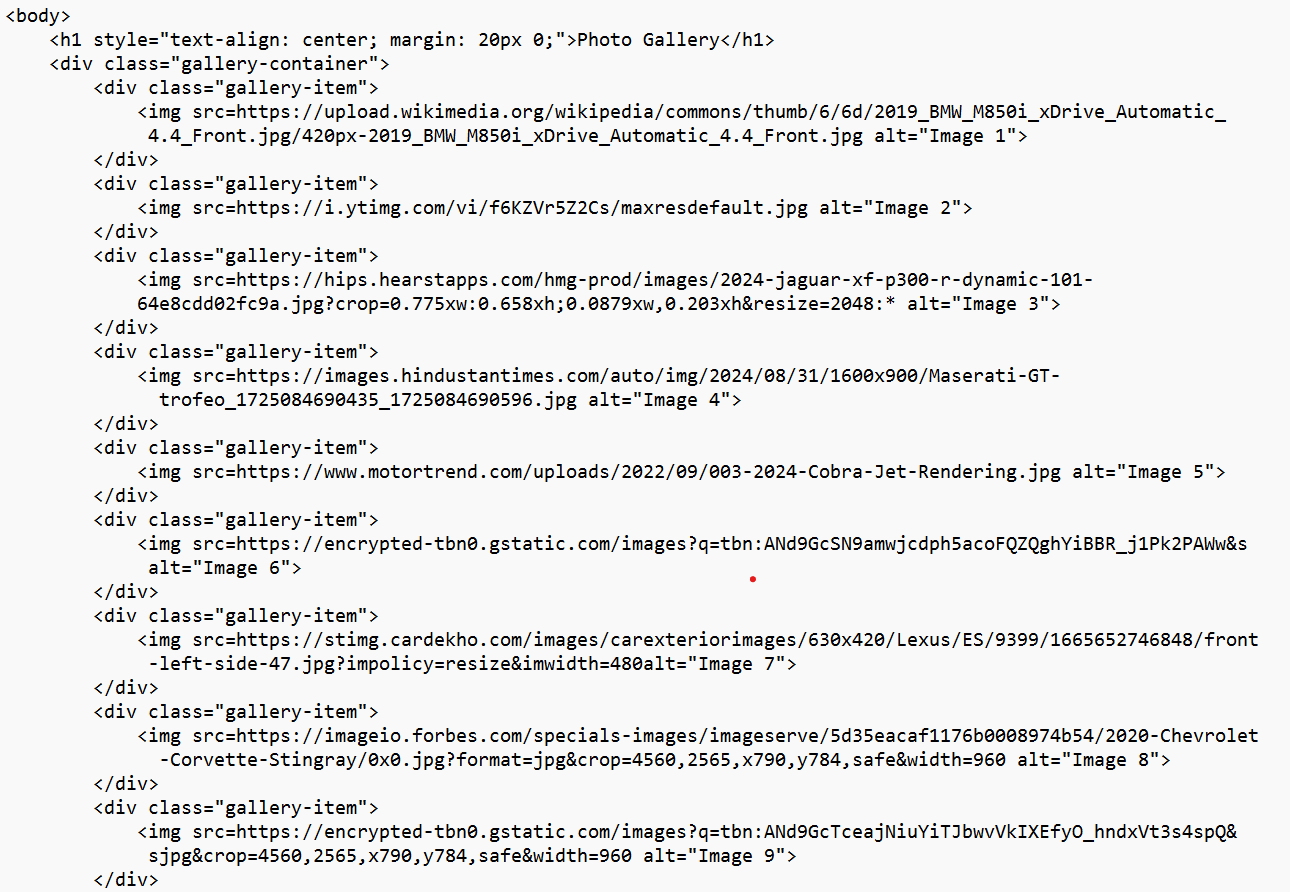 <body>
<h1 style="text-align: center; margin: 20px 0;">Photo Gallery</h1>
<div class="gallery-container">
<div class="gallery-item">
<img src=https://upload.wikimedia.org/wikipedia/commons/thumb/6/6d/2019_BMW_M850i_xDrive_Automatic_
4.4_Front.jpg/420px-2019_BMW_M850i_xDrive_Automatic_4.4_Front.jpg alt="Image 1">
</div>
<div class="gallery-item">
<img src=https://i.ytimg.com/vi/f6KZVr5Z2Cs/maxresdefault.jpg alt="Image 2">
</div>
<div class="gallery-item">
<img src=https://hips.hearstapps.com/hmg-prod/images/2024-jaguar-xf-p300-r-dynamic-101-
64e8cdd02fc9a.jpg?crop=0.775xw:0.658xh;0.0879xw,0.203xh&resize=2048:* alt="Image 3">
</div>
<div class="gallery-item">
<img src=https://images.hindustantimes.com/auto/img/2024/08/31/1600x900/Maserati-GT-
trofeo_1725084690435_1725084690596.jpg alt="Image 4">
</div>
<div class="gallery-item">
<img src=https://www.motortrend.com/uploads/2022/09/003-2024-Cobra-Jet-Rendering.jpg alt="Image 5">
</div>
<div class="gallery-item">
<img src=https://encrypted-tbn0.gstatic.com/images?q=tbn:ANd9GcSN9amwjcdph5acoFQZQghYiBBR_j1Pk2PAWw&s
alt="Image 6">
</div>
<div class="gallery-item">
<img src=https://stimg.cardekho.com/images/carexteriorimages/630x420/Lexus/ES/9399/1665652746848/front
-left-side-47.jpg?impolicy=resize&imwidth=480alt="Image 7">
</div>
<div class="gallery-item">
<img src=https://imageio.forbes.com/specials-images/imageserve/5d35eacaf1176b0008974b54/2020-Chevrolet
-Corvette-Stingray/0x0.jpg?format=jpg&crop=4560,2565,x790,y784,safe&width=960 alt="Image 8">
</div>
<div class="gallery-item">
<img src=https://encrypted-tbn0.gstatic.com/images?q=tbn:ANd9GcTceajNiuYiTJbwvVkIXEfyO_hndxVt3s4spQ&
sjpg&crop=4560,2565,x790,y784,safe&width=960 alt="Image 9">
</div>